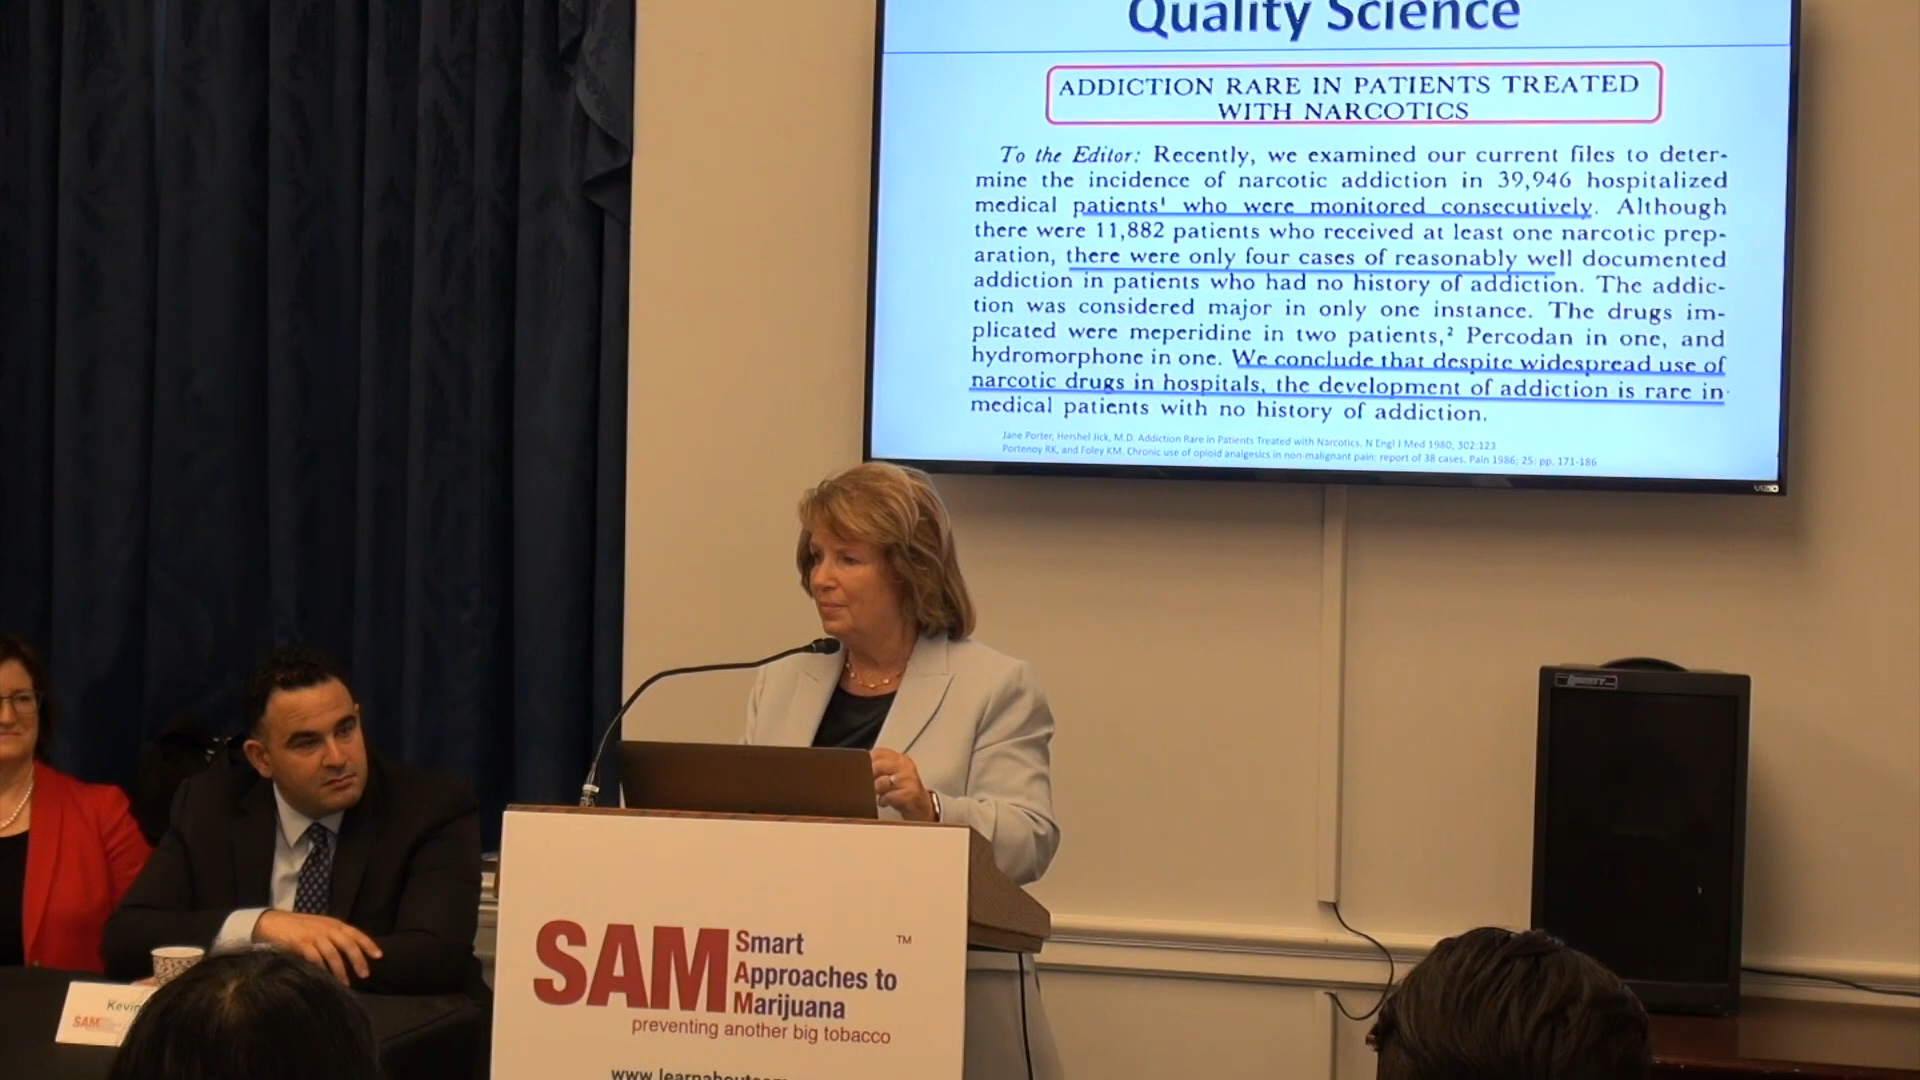 Quality Science
ADDICTION RARE IN PATIENTS TREATED
WITH NARCOTICS
To the Editor: Recently, we examined our current files to deter-
mine the incidence of narcotic addiction in 39,946 hospitalized
medical patients¹ who were monitored consecutively. Although
there were 11,882 patients who received at least one narcotic prep-
aration, there were only four cases of reasonably well documented
addiction in patients who had no history of addiction. The addic-
tion was considered major in only one instance. The drugs im-
plicated were meperidine in two patients,² Percodan in one, and
hydromorphone in one. We conclude that despite widespread use of
narcotic drugs in hospitals, the development of addiction is rare in
medical patients with no history of addiction.
Jane Porter, Hershel Jick, M.D. Addiction Rare in Patients Treated with Narcotics. N Engl J Med 1980, 302:123
Portenoy RK, and Foley KM. Chronic use of opioid analgesics in non-malignant pain: report of 38 cases. Pain 1986; 25: pp. 171-186
VIZIO
LIBERTY
SAM
Smart
Approaches to
Marijuana
TM
preventing another big tobacco
Kevin
SAM